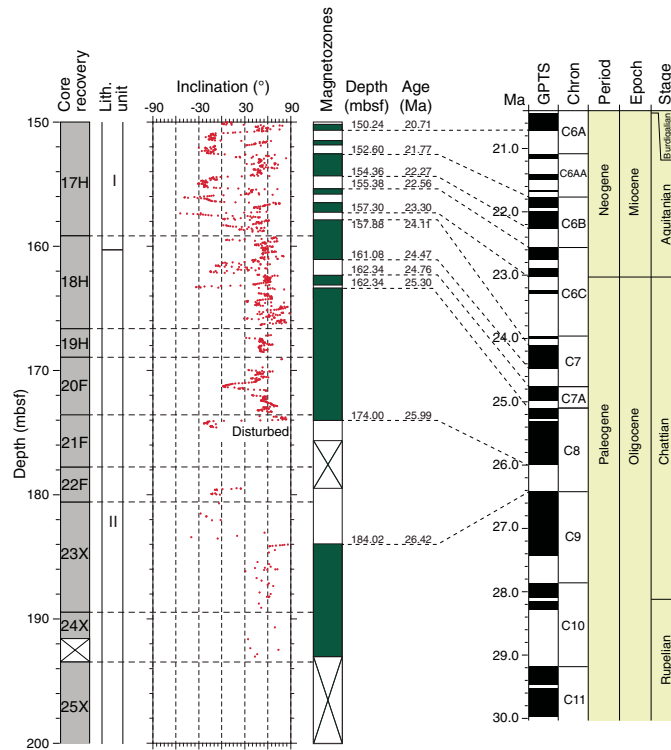 Core recovery
Lith. unit
Inclination (°)
-90 -30 30 90
Magnetozones
Depth (mbsf)
Age (Ma)
Ma
GPTS
Chron
Period
Epoch
Stage
Depth (mbsf)
150
160
170
180
190
200
17H
18H
19H
20F
21F
22F
23X
24X
25X
I
II
Disturbed
150.24 20.71
152.60 21.77
154.36 22.27
155.38 22.56
157.30 23.30
157.88 24.11
161.08 24.47
162.34 24.76
162.34 25.30
174.00 25.99
184.02 26.42
21.0
22.0
23.0
24.0
25.0
26.0
27.0
28.0
29.0
30.0
C6A
C6AA
C6B
C6C
C7
C7A
C8
C9
C10
C11
Neogene
Paleogene
Miocene
Oligocene
Burdigalian
Aquitanian
Chattian
Rupelian